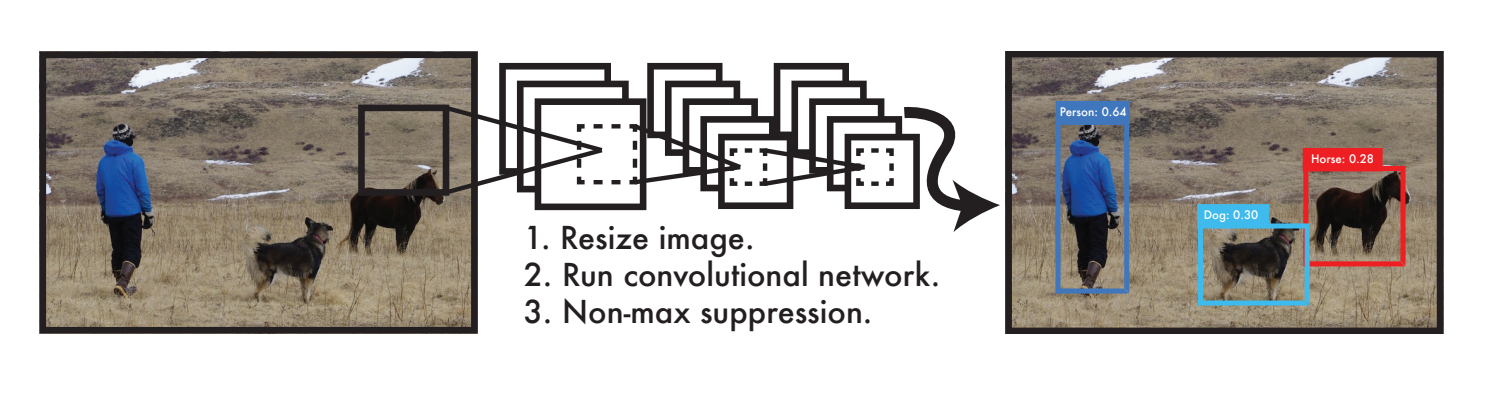 1. Resize image.
2. Run convolutional network.
3. Non-max suppression.
Person: 0.64
Horse: 0.28
Dog: 0.30